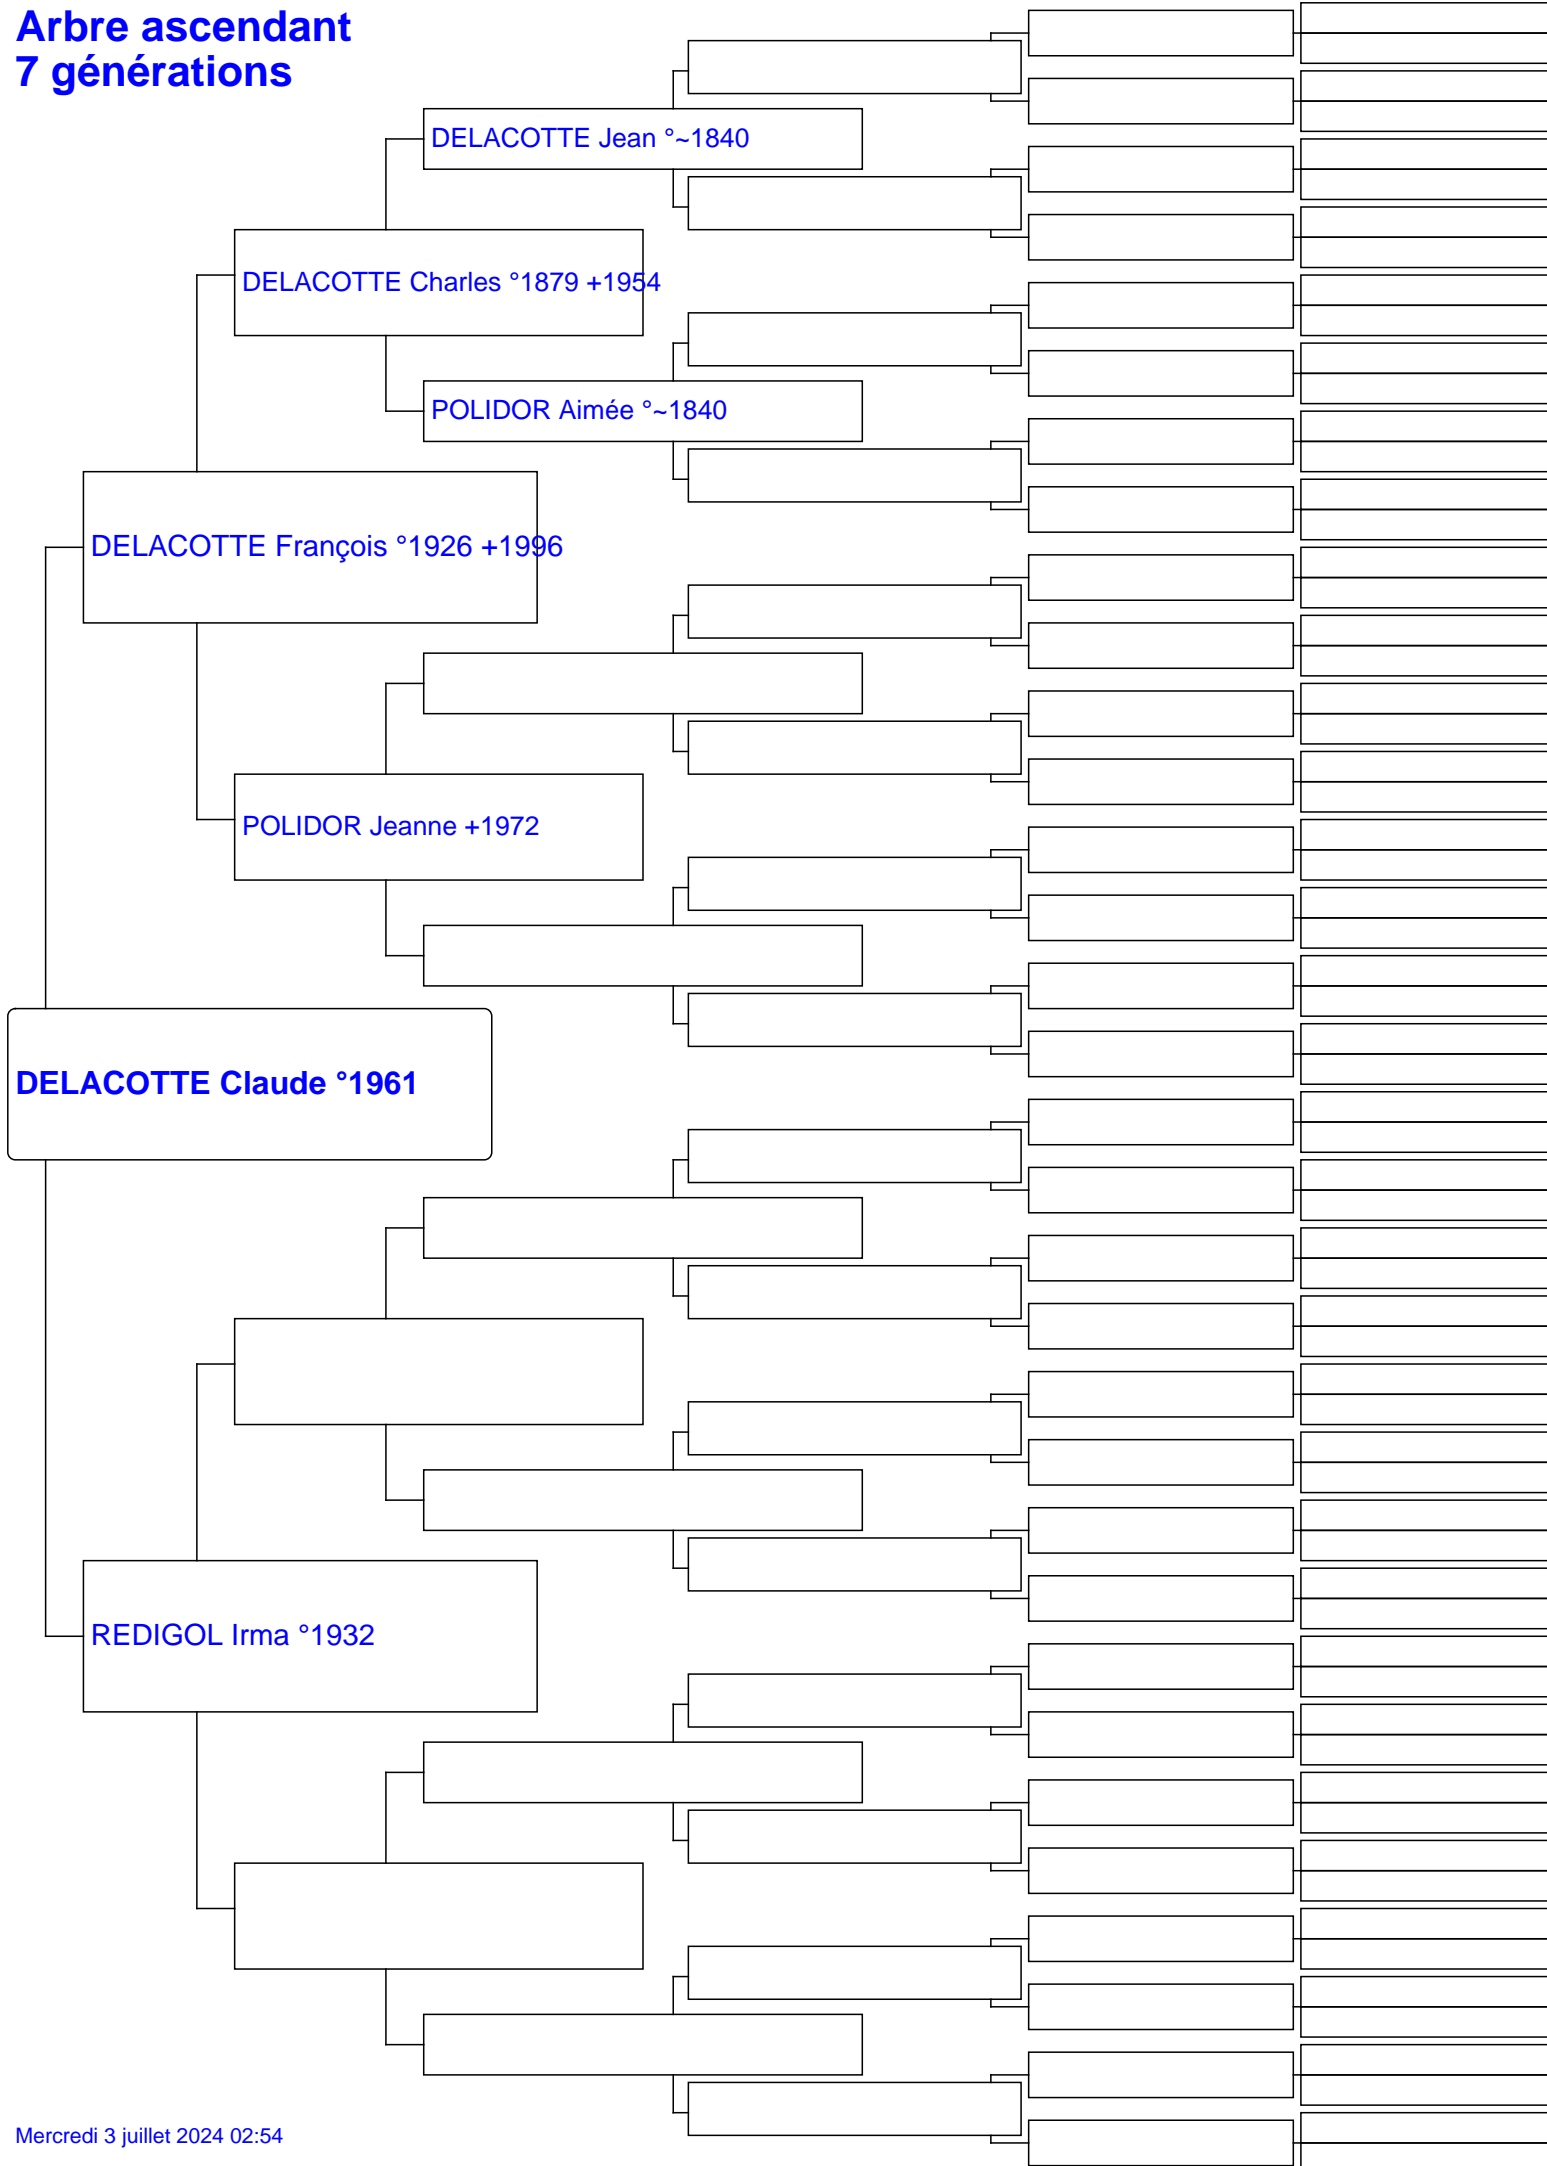 Arbre ascendant
7 générations
DELACOTTE Jean °~1840
DELACOTTE Charles °1879 +1954
POLIDOR Aimée °~1840
DELACOTTE François °1926 +1996
POLIDOR Jeanne +1972
DELACOTTE Claude °1961
REDIGOL Irma °1932
Mercredi 3 juillet 2024 02:54